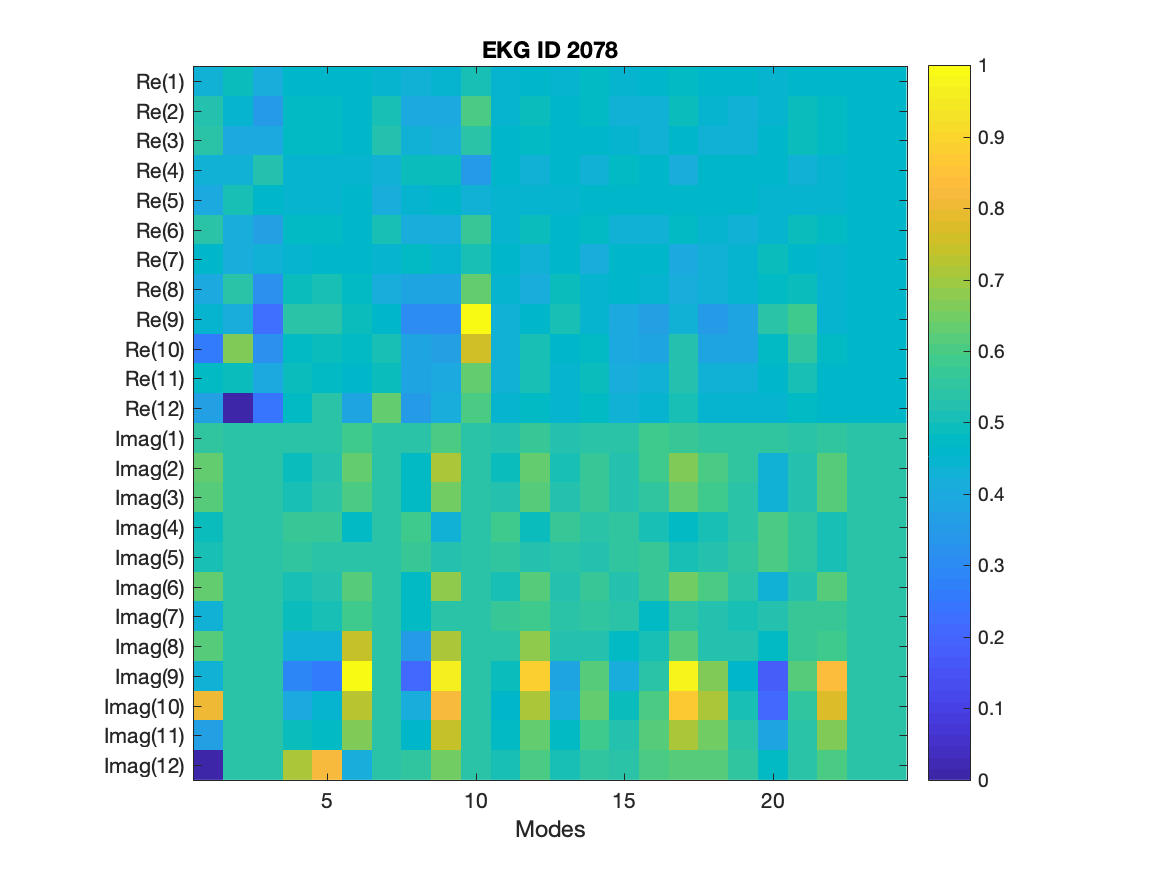 EKG ID 2078
Re(1)
Re(2)
Re(3)
Re(4)
Re(5)
Re(6)
Re(7)
Re(8)
Re(9)
Re(10)
Re(11)
Re(12)
Imag(1)
Imag(2)
Imag(3)
Imag(4)
Imag(5)
Imag(6)
Imag(7)
Imag(8)
Imag(9)
Imag(10)
Imag(11)
Imag(12)
5 10 15 20
Modes
1
0.9
0.8
0.7
0.6
0.5
0.4
0.3
0.2
0.1
0